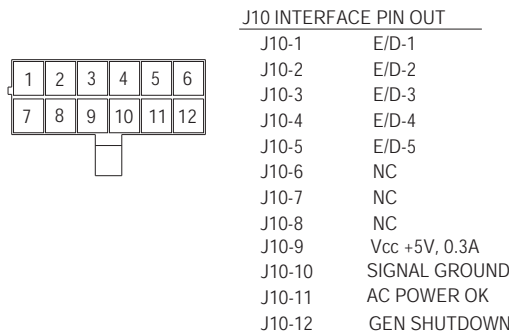 J10 INTERFACE PIN OUT
J10-1 E/D-1
J10-2 E/D-2
J10-3 E/D-3
J10-4 E/D-4
J10-5 E/D-5
J10-6 NC
J10-7 NC
J10-8 NC
J10-9 Vcc +5V, 0.3A
J10-10 SIGNAL GROUND
J10-11 AC POWER OK
J10-12 GEN SHUTDOWN
1 2 3 4 5 6
7 8 9 10 11 12